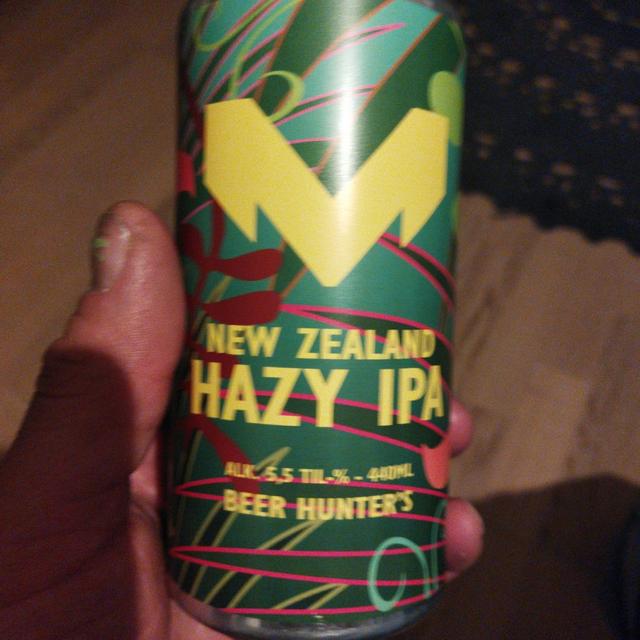 NEW ZEALAND
HAZY IPA
ALK. 5,5 TIL-% - 440ML
BEER HUNTER'S